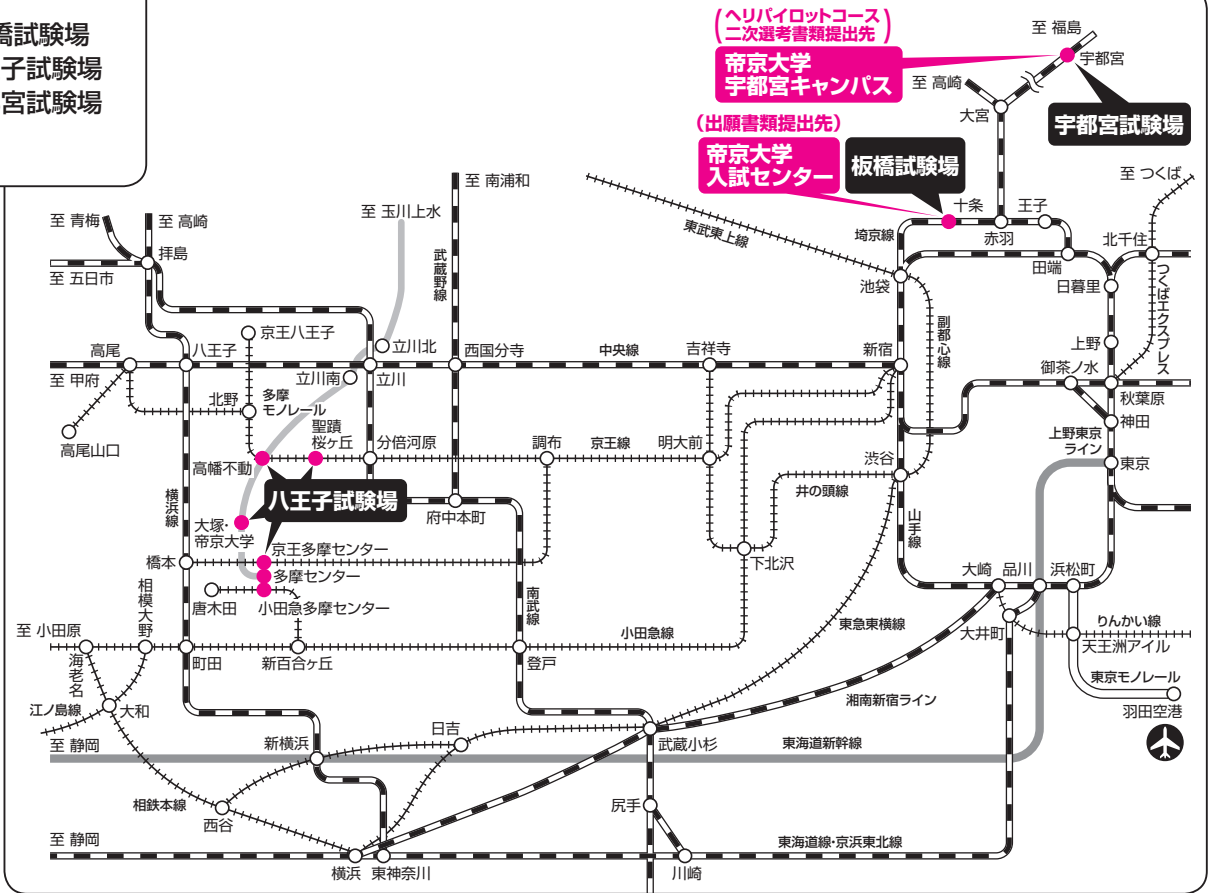 橋試験場
子試験場
宮試験場
(ヘリパイロットコース
二次選考書類提出先)
帝京大学
宇都宮キャンパス
至 福島
宇都宮
至 高崎
大宮
宇都宮試験場
(出願書類提出先)
帝京大学
入試センター
板橋試験場
至 つくば
十条
王子
赤羽
埼京線
北千住
田端
日暮里
池袋
つくばエクスプレス
東武東上線
至 南浦和
至 玉川上水
至 青梅
至 高崎
拝島
至 五日市
武蔵野線
副都心線
京王八王子
立川北
上野
高尾
八王子
西国分寺
中央線
吉祥寺
新宿
御茶ノ水
至 甲府
立川南
立川
秋葉原
北野
多摩
モノレール
神田
聖蹟
桜ヶ丘
高尾山口
分倍河原
調布
京王線
明大前
上野東京
ライン
高幡不動
渋谷
東京
横浜線
八王子試験場
井の頭線
府中本町
山手線
大塚・
帝京大学
京王多摩センター
橋本
下北沢
多摩センター
大崎
品川
浜松町
相模大野
唐木田
小田急多摩センター
南武線
至 小田原
小田急線
東急東横線
大井町
りんかい線
天王洲アイル
海老名
町田
新百合ヶ丘
登戸
東京モノレール
江ノ島線
大和
湘南新宿ライン
羽田空港
日吉
至 静岡
新横浜
武蔵小杉
東海道新幹線
相鉄本線
西谷
尻手
至 静岡
東海道線・京浜東北線
横浜
東神奈川
川崎